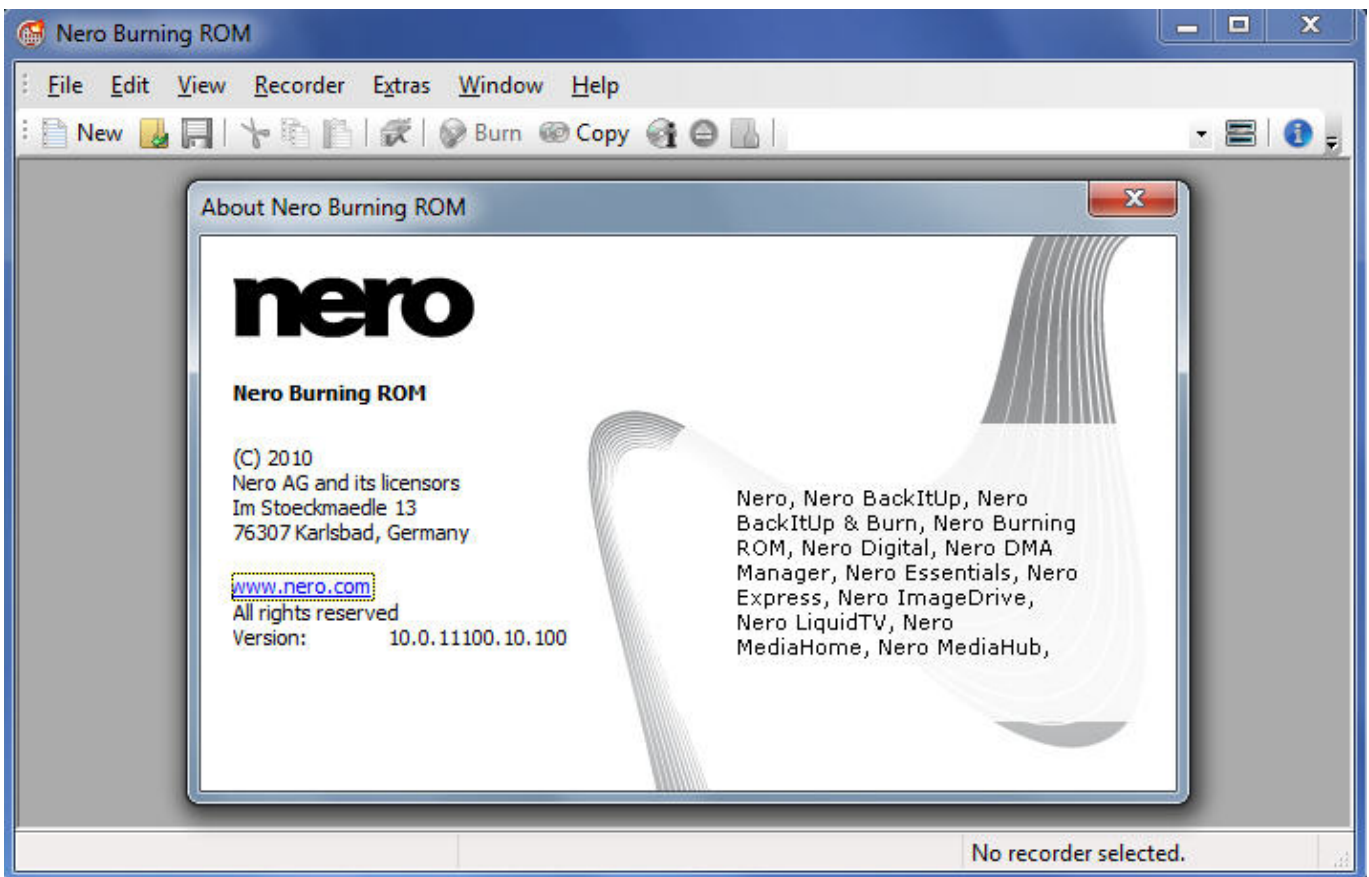 Nero Burning ROM
File Edit View Recorder Extras Window Help
New Burn Copy
About Nero Burning ROM
nero
Nero Burning ROM
(C) 2010
Nero AG and its licensors
Im Stoeckmaedle 13
76307 Karlsbad, Germany
www.nero.com
All rights reserved
Version: 10.0.11100.10.100
Nero, Nero BackItUp, Nero
BackItUp & Burn, Nero Burning
ROM, Nero Digital, Nero DMA
Manager, Nero Essentials, Nero
Express, Nero ImageDrive,
Nero LiquidTV, Nero
MediaHome, Nero MediaHub,
No recorder selected.